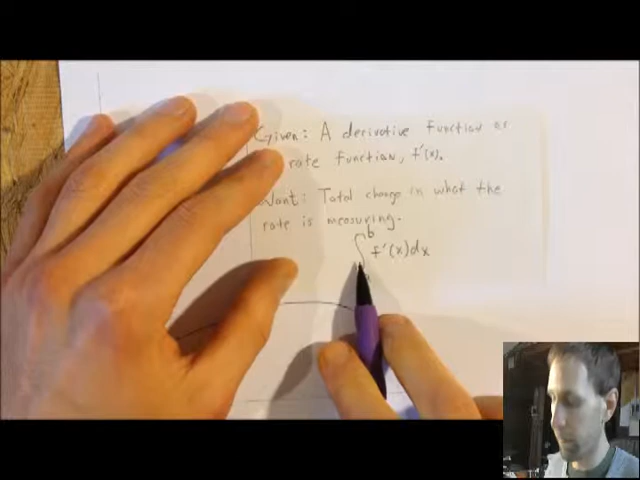 Given: A derivative function or
rate function, f'(x).
Want: Total change in what the
rate is measuring.
∫ b f'(x)dx